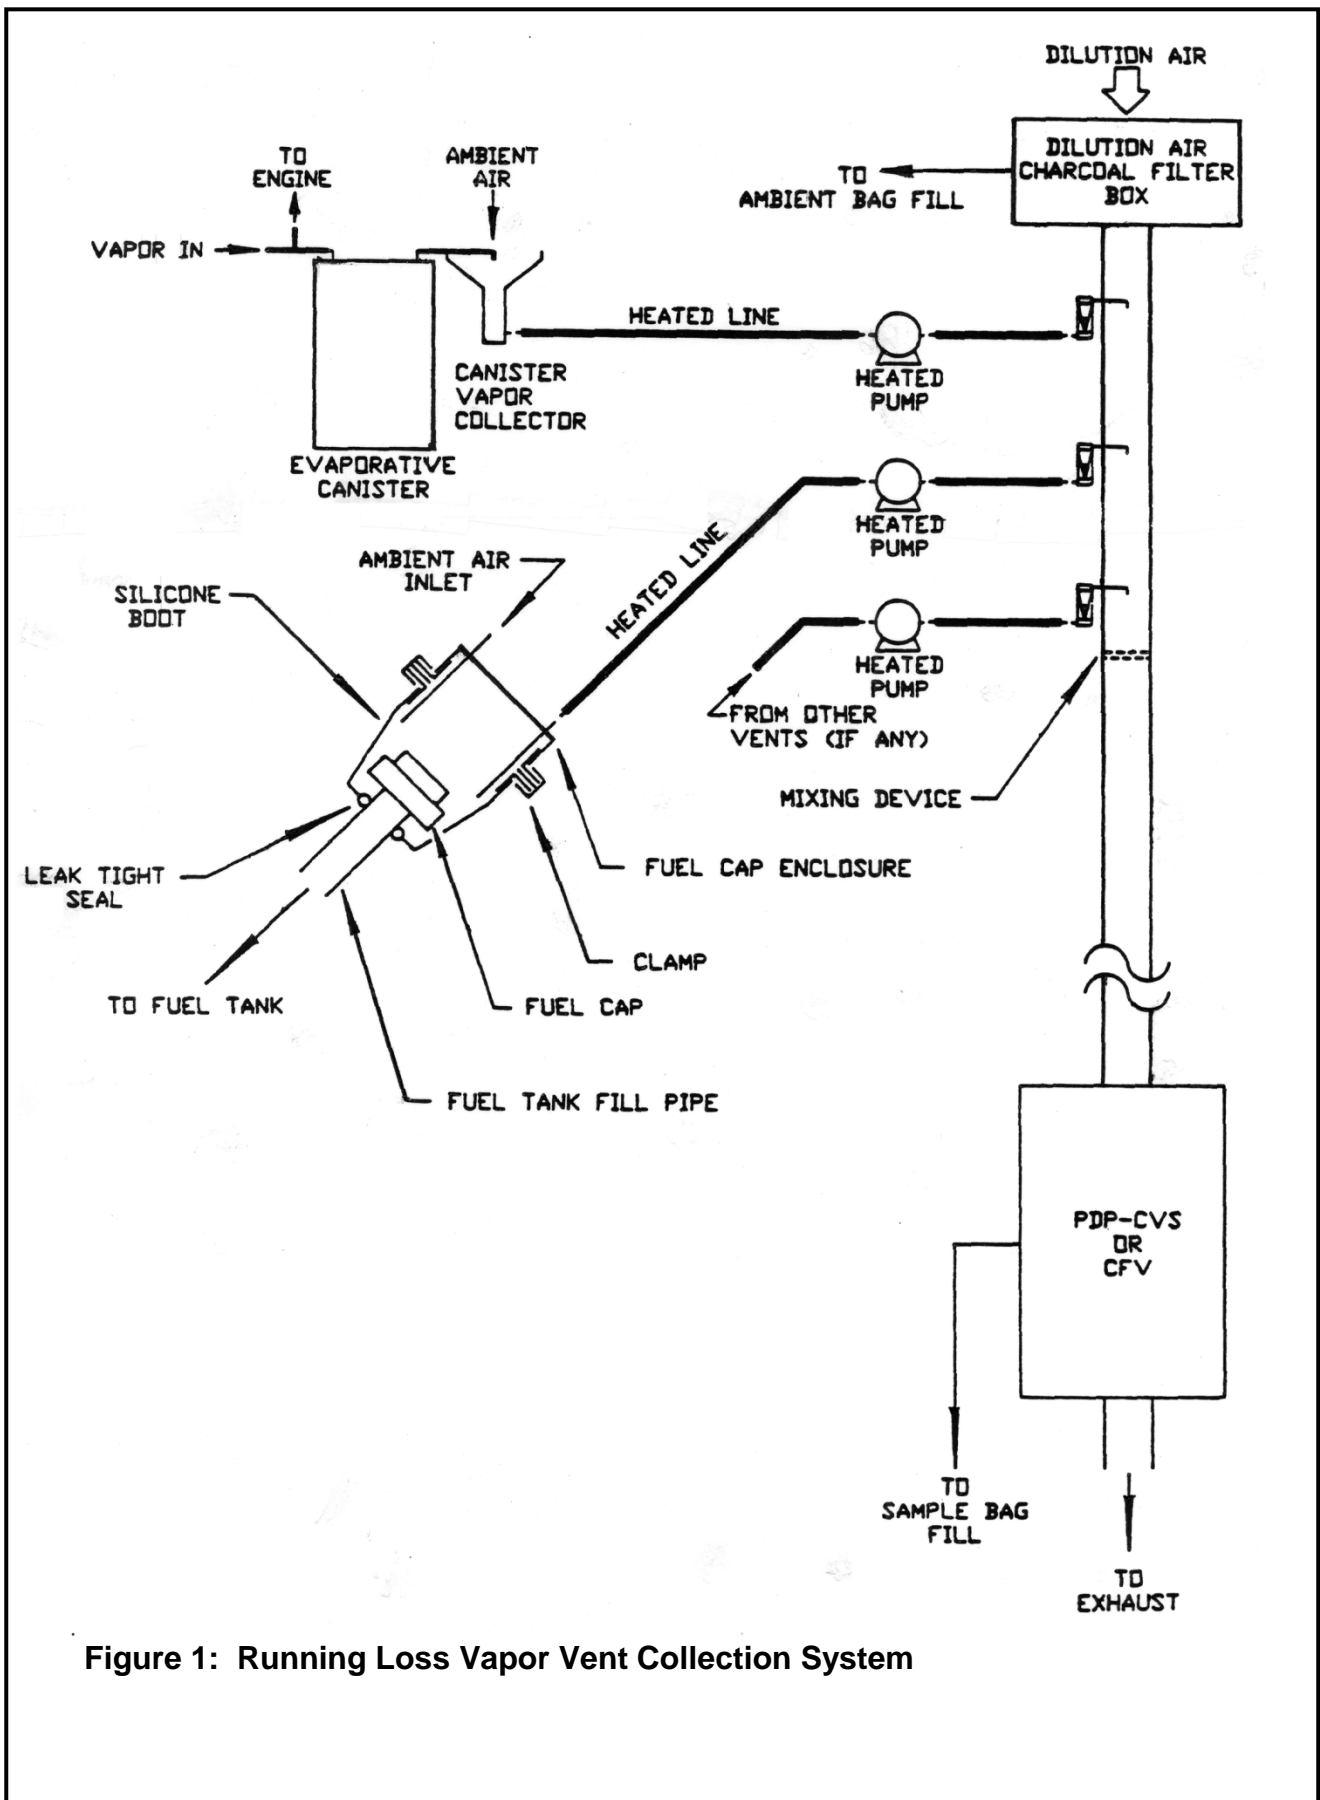 DILUTION AIR
DILUTION AIR
CHARCOAL FILTER
BOX
TO
AMBIENT BAG FILL
TO
ENGINE
AMBIENT
AIR
VAPOR IN
HEATED LINE
HEATED
PUMP
CANISTER
VAPOR
COLLECTOR
EVAPORATIVE
CANISTER
HEATED
PUMP
AMBIENT AIR
INLET
HEATED LINE
SILICONE
BOOT
HEATED
PUMP
FROM OTHER
VENTS (IF ANY)
MIXING DEVICE
LEAK TIGHT
SEAL
FUEL CAP ENCLOSURE
CLAMP
TO FUEL TANK
FUEL CAP
FUEL TANK FILL PIPE
PDP-CVS
OR
CFV
TO
SAMPLE BAG
FILL
TO
EXHAUST
Figure 1: Running Loss Vapor Vent Collection System